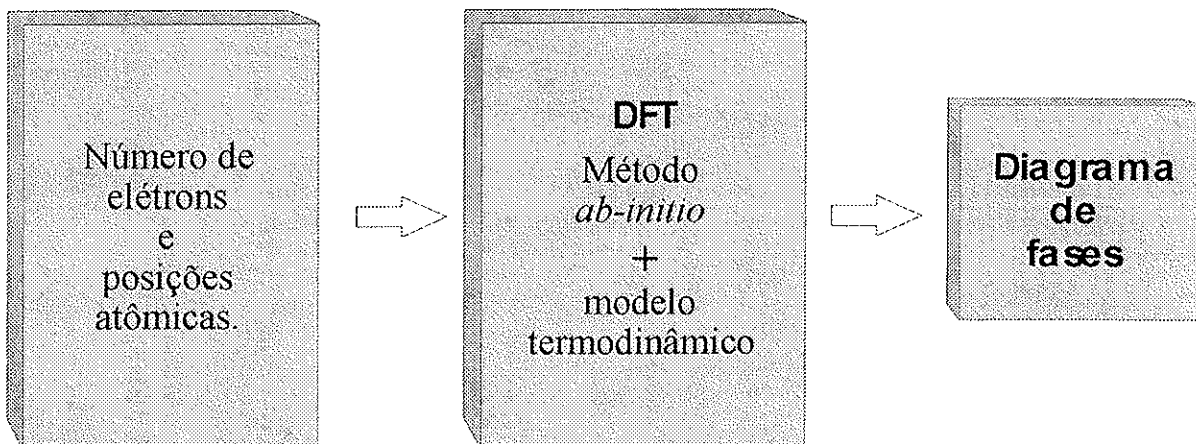 Número de
elétrons
e
posições
atômicas.
DFT
Método
ab-initio
+
modelo
termodinâmico
Diagrama
de
fases